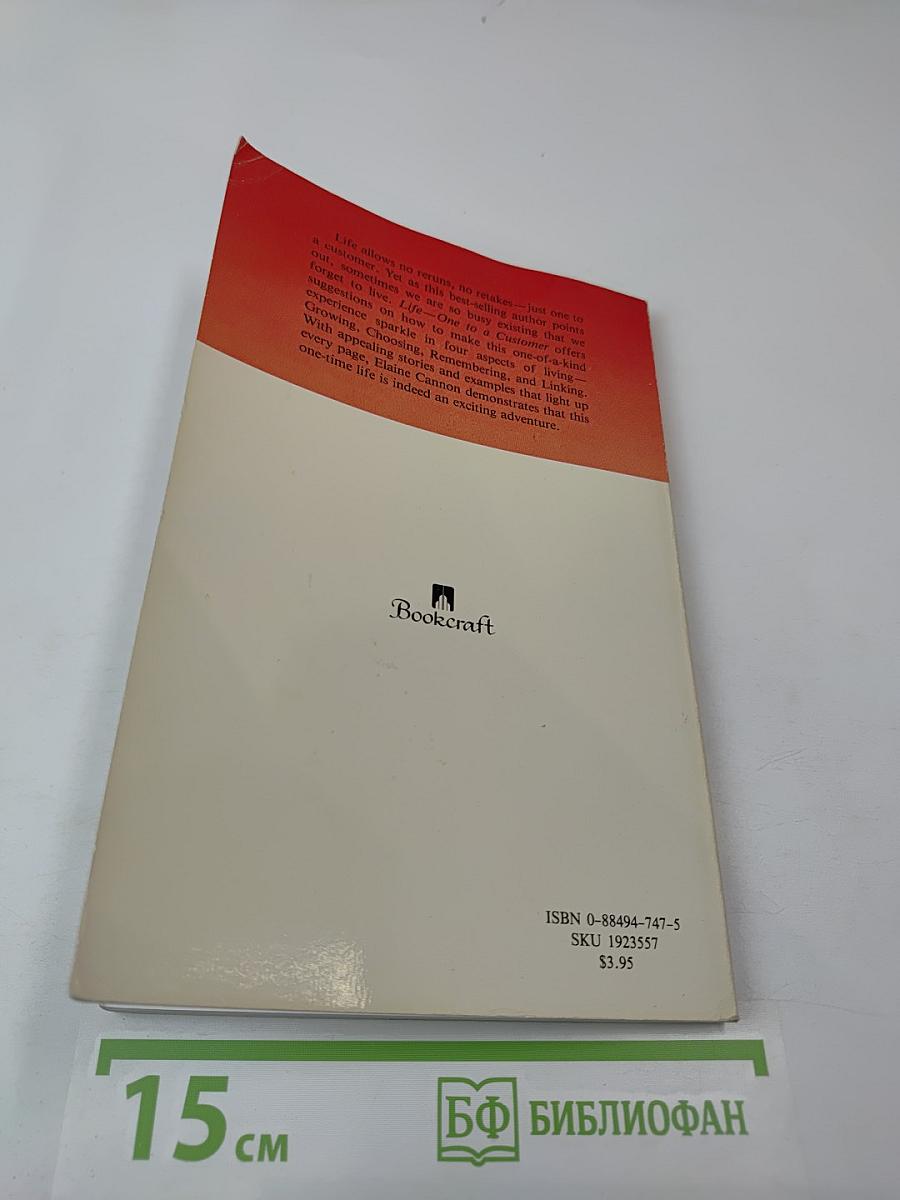 Life allows no reruns, no retakes—just one to
a customer. Yet as this best-selling author points
out, sometimes we are so busy existing that we
forget to live. Life—One to a Customer offers
suggestions on how to make this one-of-a-kind
experience sparkle in four aspects of living—
Growing, Choosing, Remembering, and Linking.
With appealing stories and examples that light up
every page, Elaine Cannon demonstrates that this
one-time life is indeed an exciting adventure.
Bookcraft
ISBN 0-88494-747-5
SKU 1923557
$3.95
15 см
БФ БИБЛИОФАН